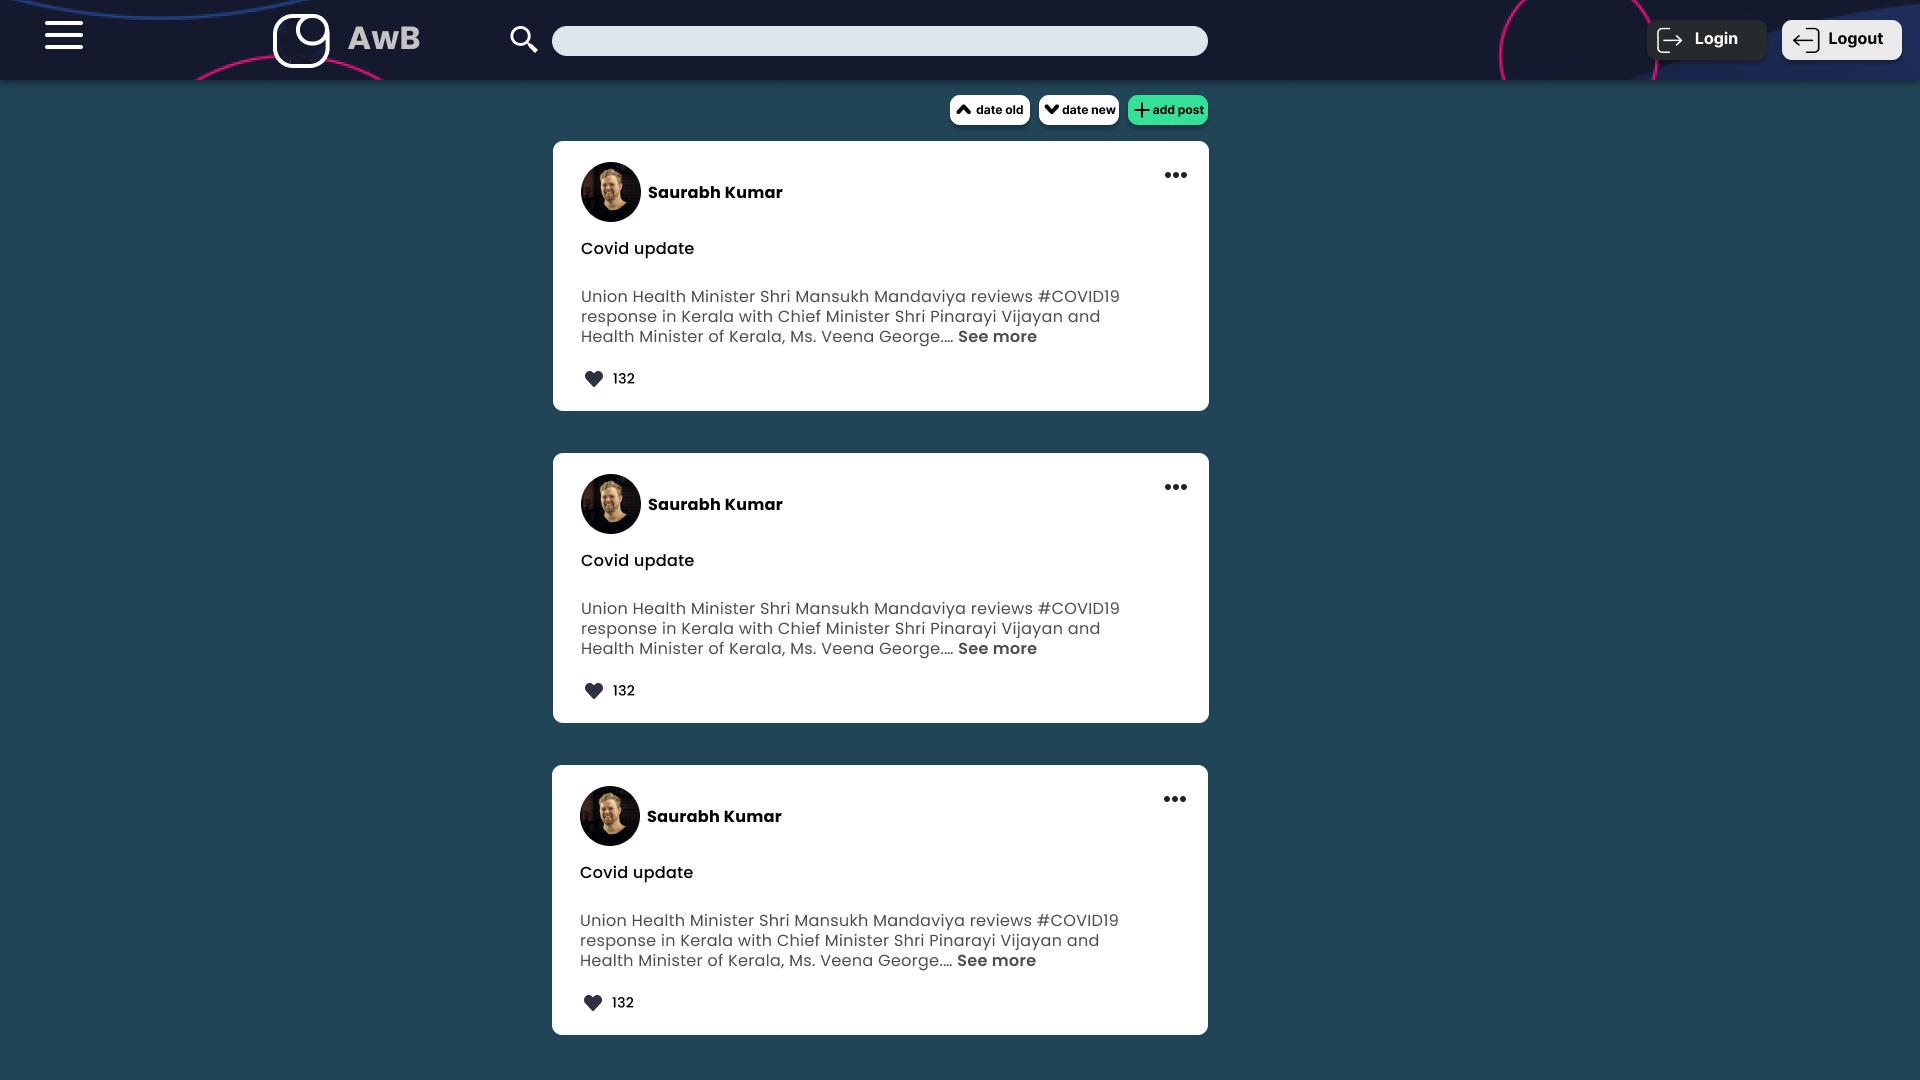 AwB
Login
Logout
date old
date new
add post
Saurabh Kumar
Covid update
Union Health Minister Shri Mansukh Mandaviya reviews #COVID19
response in Kerala with Chief Minister Shri Pinarayi Vijayan and
Health Minister of Kerala, Ms. Veena George.... See more
132
Saurabh Kumar
Covid update
Union Health Minister Shri Mansukh Mandaviya reviews #COVID19
response in Kerala with Chief Minister Shri Pinarayi Vijayan and
Health Minister of Kerala, Ms. Veena George.... See more
132
Saurabh Kumar
Covid update
Union Health Minister Shri Mansukh Mandaviya reviews #COVID19
response in Kerala with Chief Minister Shri Pinarayi Vijayan and
Health Minister of Kerala, Ms. Veena George.... See more
132